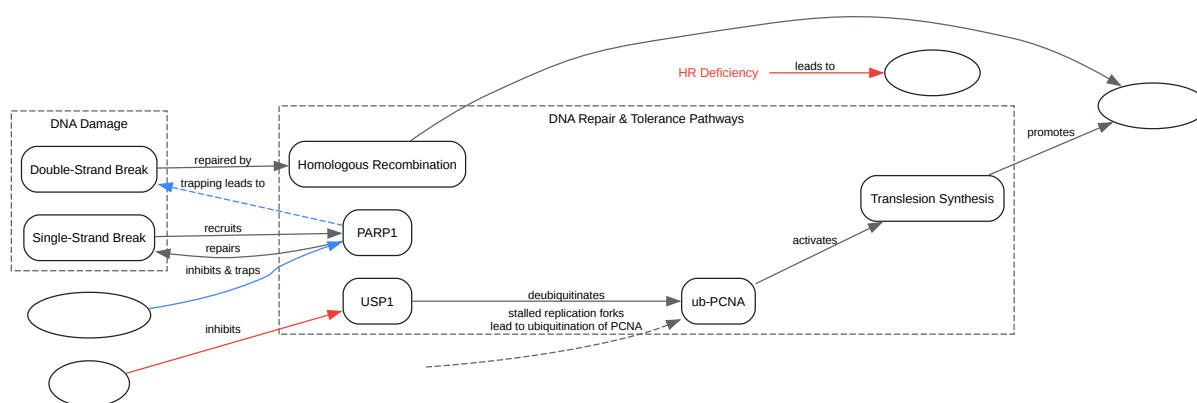 leads to
HR Deficiency
DNA Damage
DNA Repair & Tolerance Pathways
promotes
Double-Strand Break
repaired by
Homologous Recombination
trapping leads to
Translesion Synthesis
Single-Strand Break
recruits
PARP1
repairs
activates
inhibits & traps
USP1
deubiquitinates
ub-PCNA
stalled replication forks
lead to ubiquitination of PCNA
inhibits